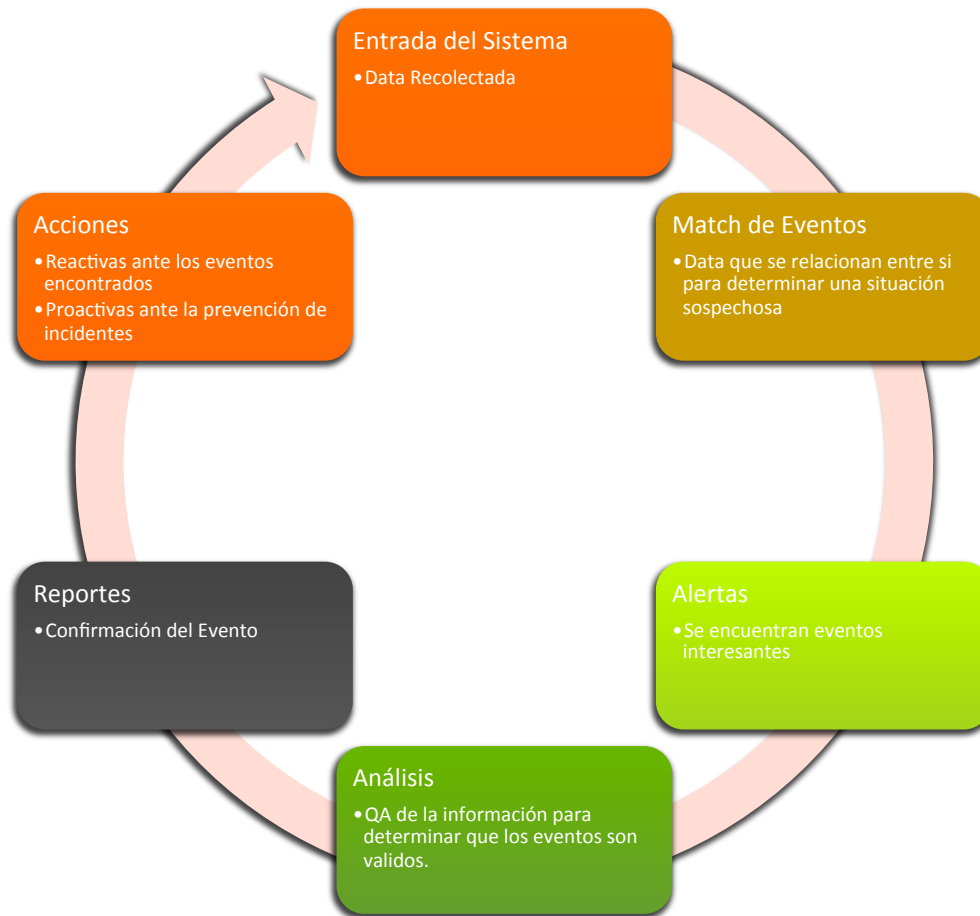 Entrada del Sistema
•Data Recolectada
Match de Eventos
•Data que se relacionan entre si
para determinar una situación
sospechosa
Alertas
•Se encuentran eventos
interesantes
Análisis
•QA de la información para
determinar que los eventos son
validos.
Reportes
•Confirmación del Evento
Acciones
•Reactivas ante los eventos
encontrados
•Proactivas ante la prevención de
incidentes